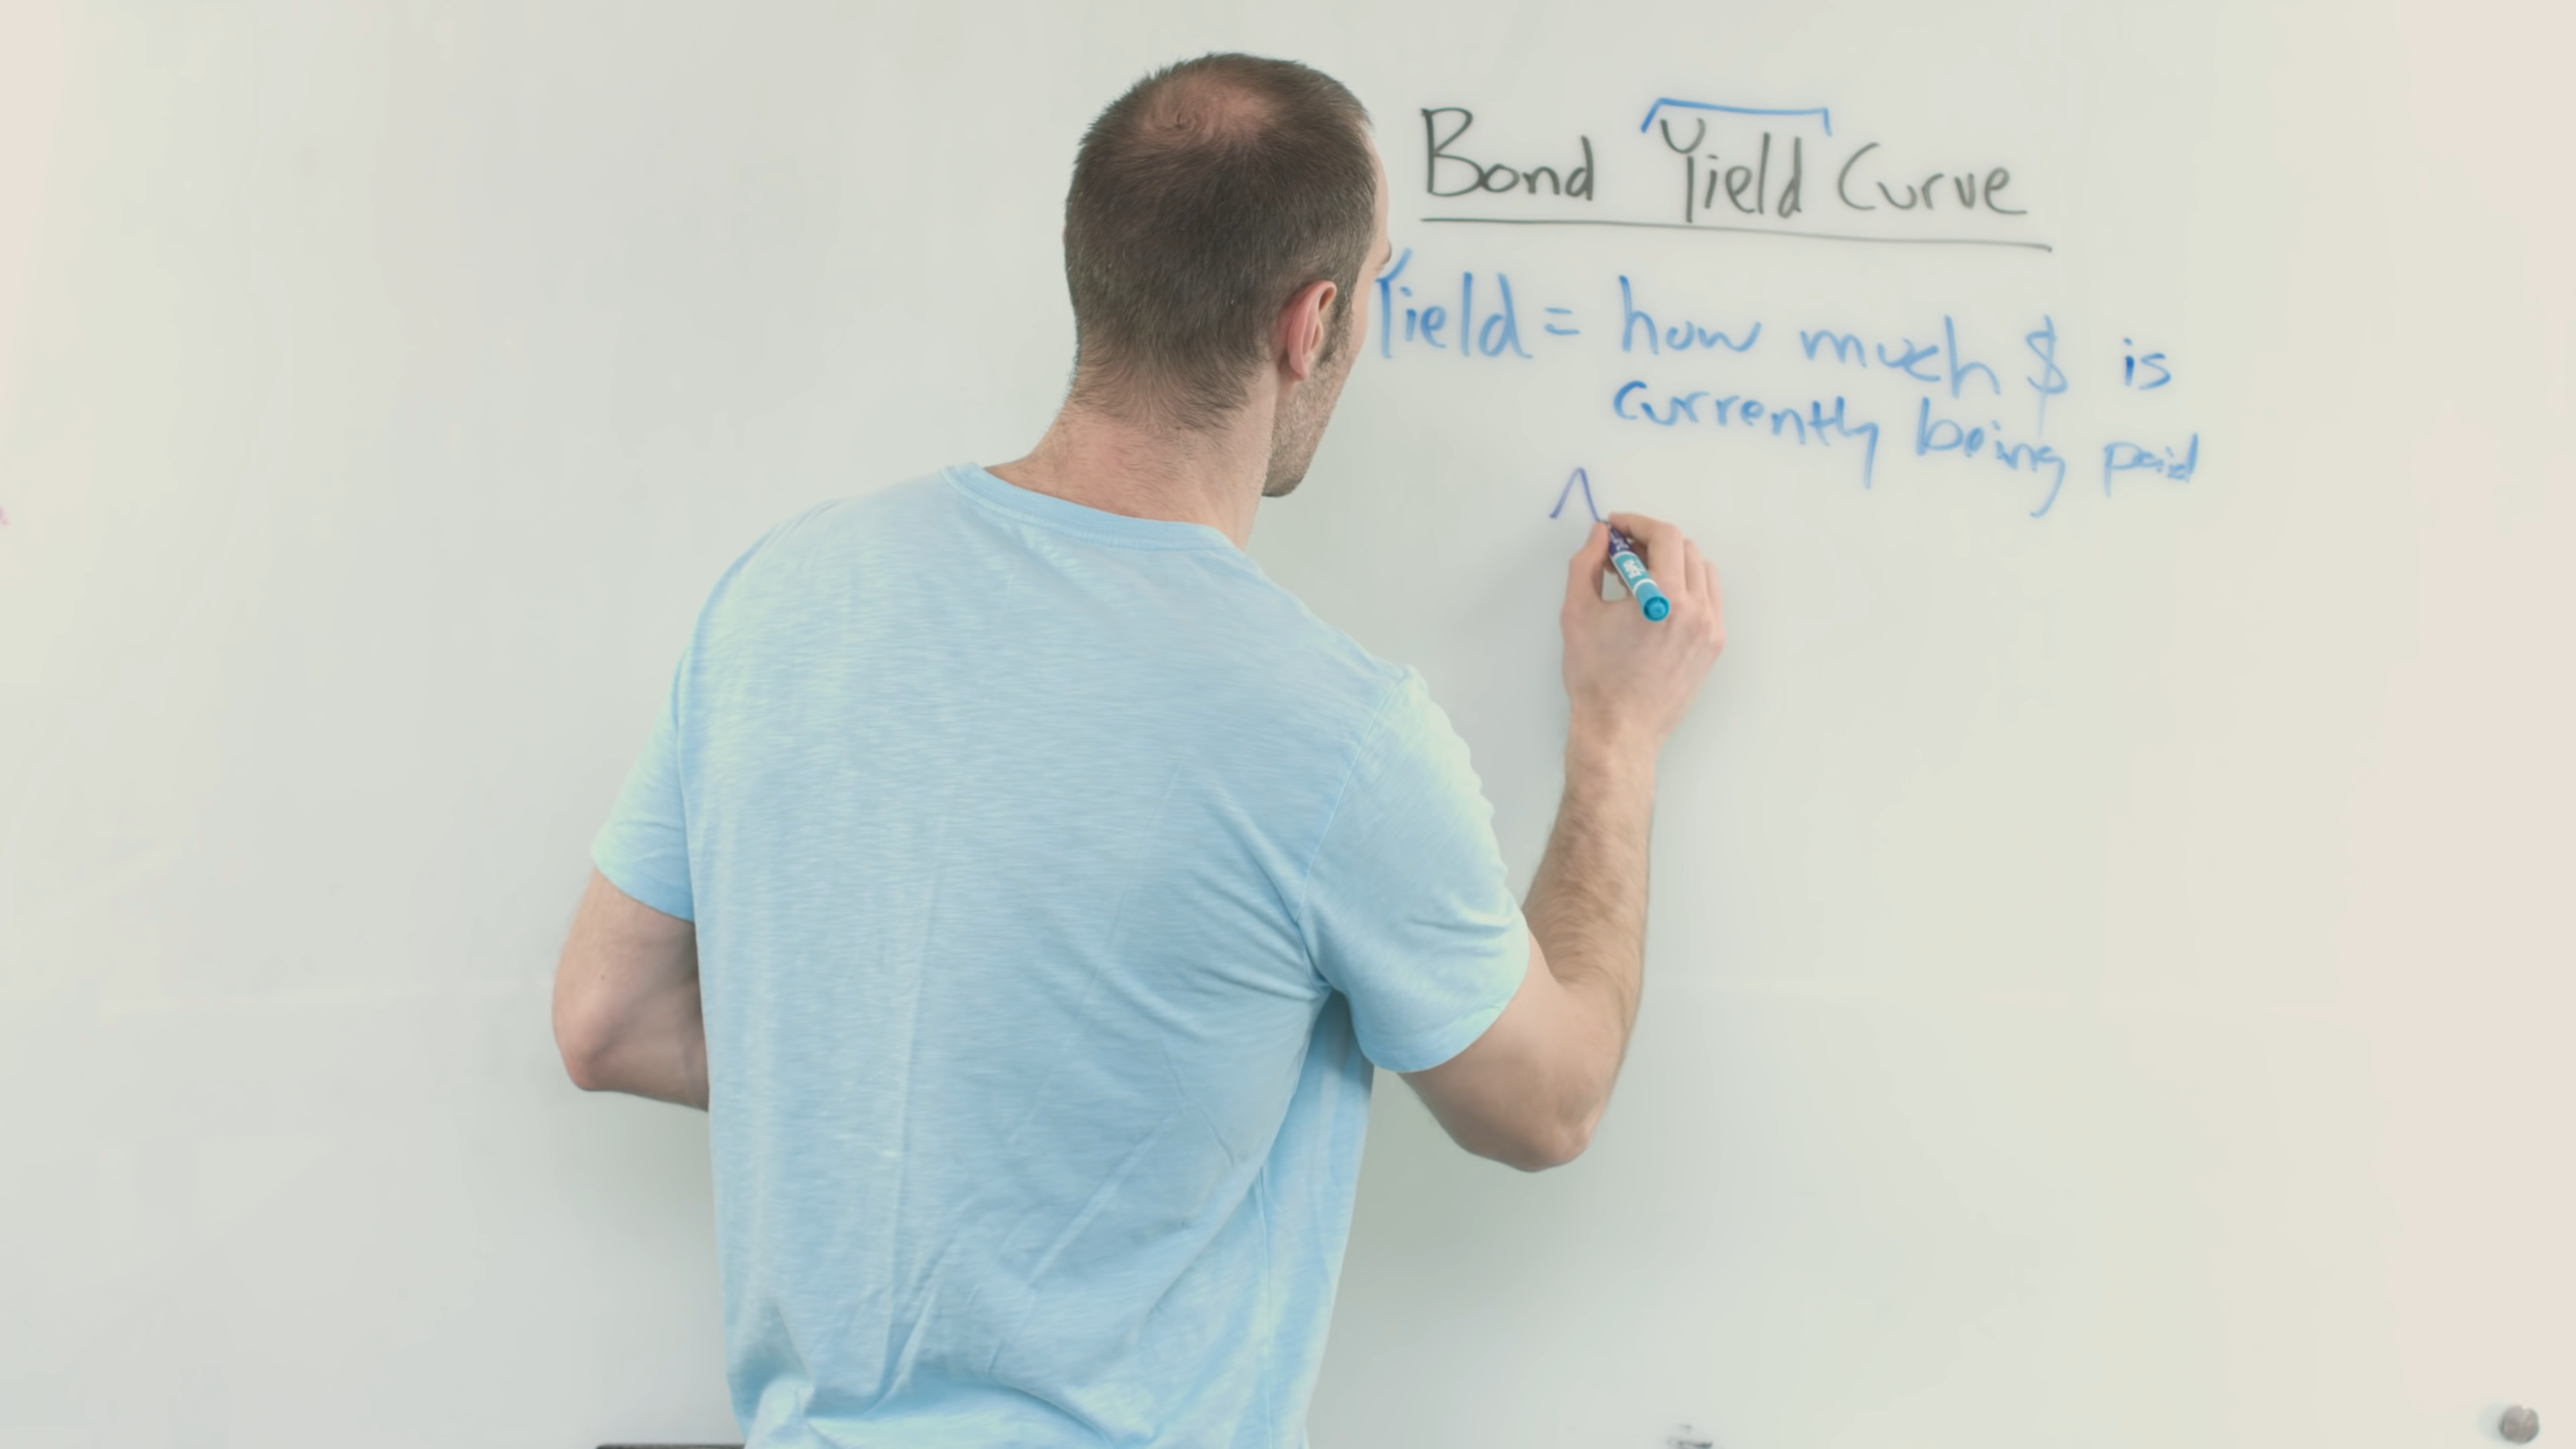 Bond Yield Curve
Yield = how much $ is
currently being paid